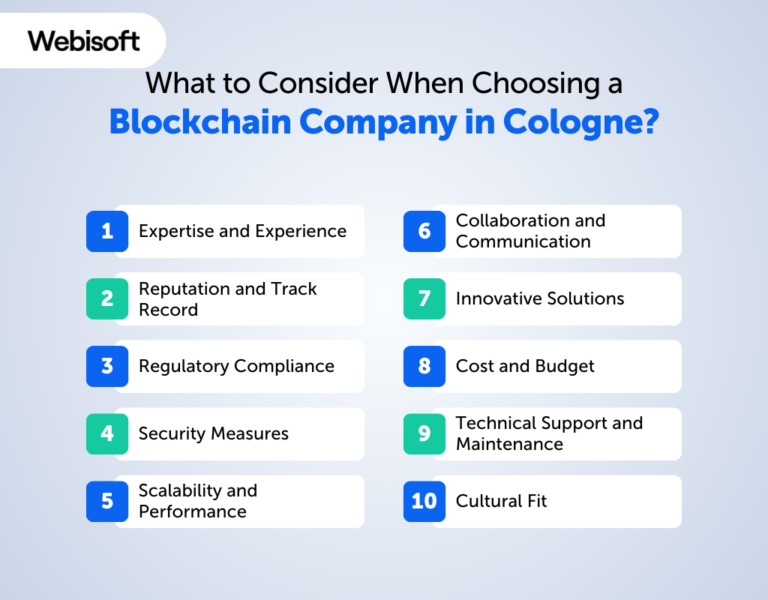 Webisoft
What to Consider When Choosing a
Blockchain Company in Cologne?
1
Expertise and Experience
2
Reputation and Track
Record
3
Regulatory Compliance
4
Security Measures
5
Scalability and
Performance
6
Collaboration and
Communication
7
Innovative Solutions
8
Cost and Budget
9
Technical Support and
Maintenance
10
Cultural Fit